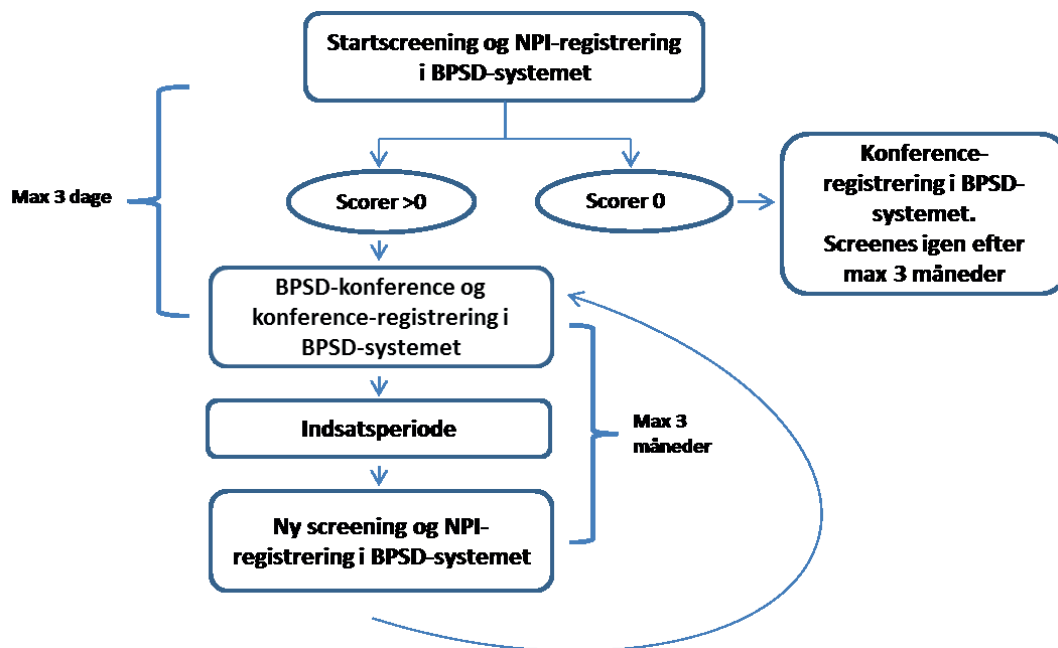 Startscreening og NPI-registrering
i BPSD-systemet
Max 3 dage
Scorer >0
Scorer 0
Konference-
registrering i BPSD-
systemet.
Screenes igen efter
max 3 måneder
BPSD-konference og
konference-registrering i
BPSD-systemet
Indsatsperiode
Max 3
måneder
Ny screening og NPI-
registrering i BPSD-systemet